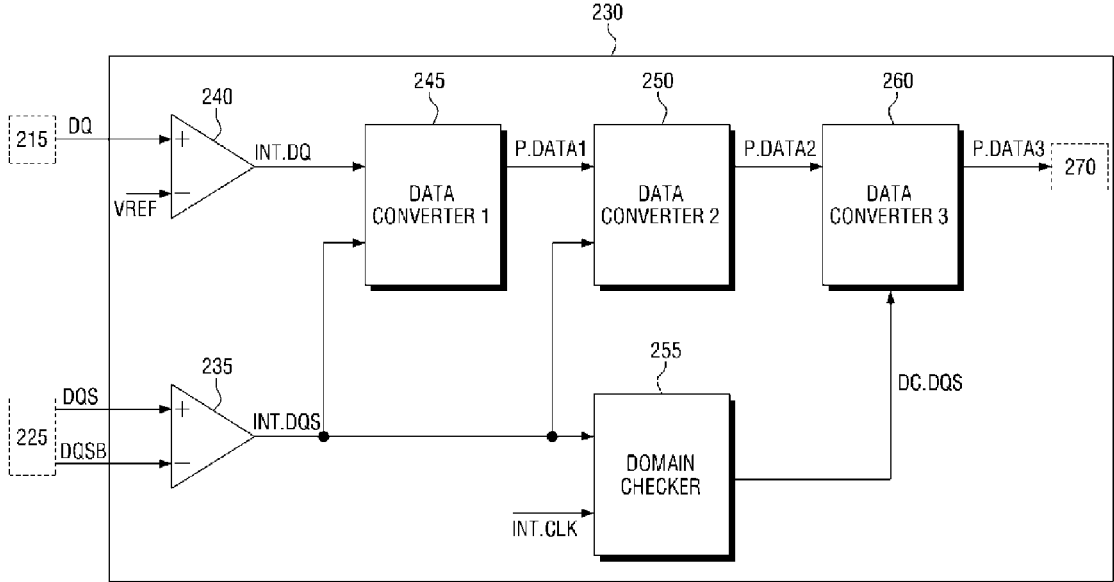 230
240
245
250
260
215
DQ
+
−
VREF
INT.DQ
DATA
CONVERTER 1
P.DATA1
DATA
CONVERTER 2
P.DATA2
DATA
CONVERTER 3
P.DATA3
270
235
255
225
DQS
DQSB
+
−
INT.DQS
DC.DQS
DOMAIN
CHECKER
INT.CLK